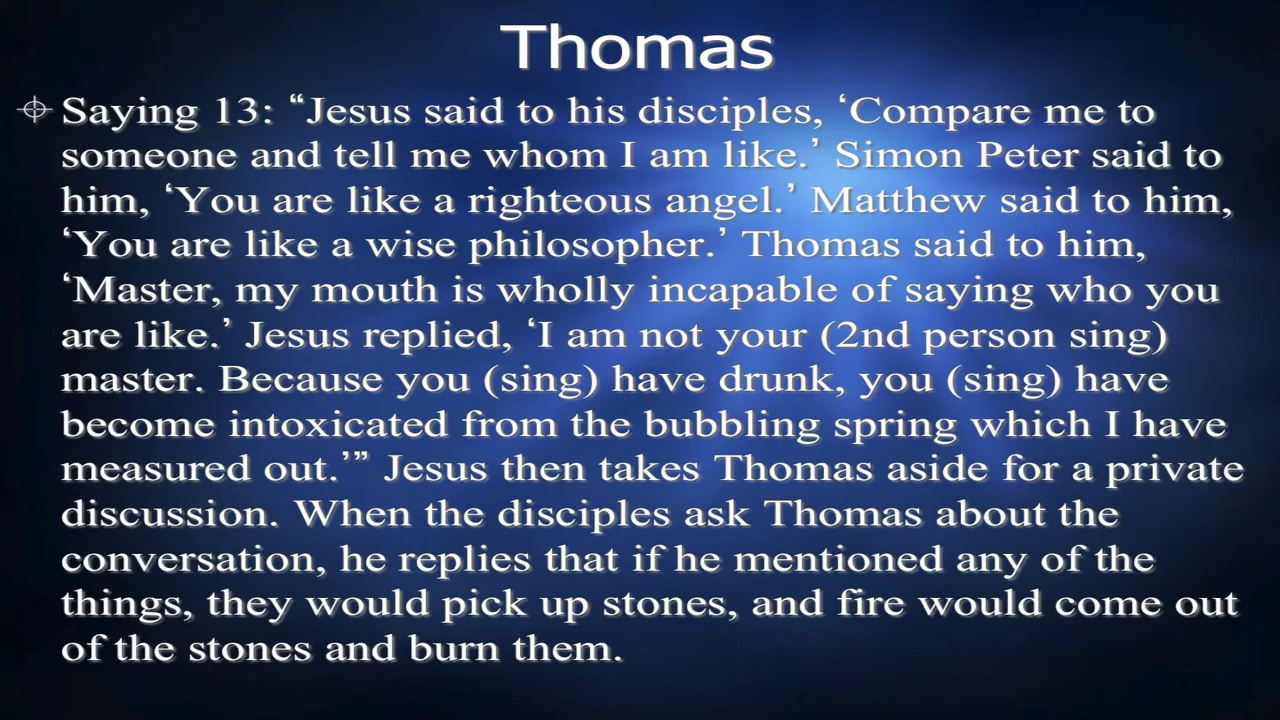 Thomas
Saying 13: “Jesus said to his disciples, ‘Compare me to
someone and tell me whom I am like.’ Simon Peter said to
him, ‘You are like a righteous angel.’ Matthew said to him,
‘You are like a wise philosopher.’ Thomas said to him,
‘Master, my mouth is wholly incapable of saying who you
are like.’ Jesus replied, ‘I am not your (2nd person sing)
master. Because you (sing) have drunk, you (sing) have
become intoxicated from the bubbling spring which I have
measured out.’” Jesus then takes Thomas aside for a private
discussion. When the disciples ask Thomas about the
conversation, he replies that if he mentioned any of the
things, they would pick up stones, and fire would come out
of the stones and burn them.